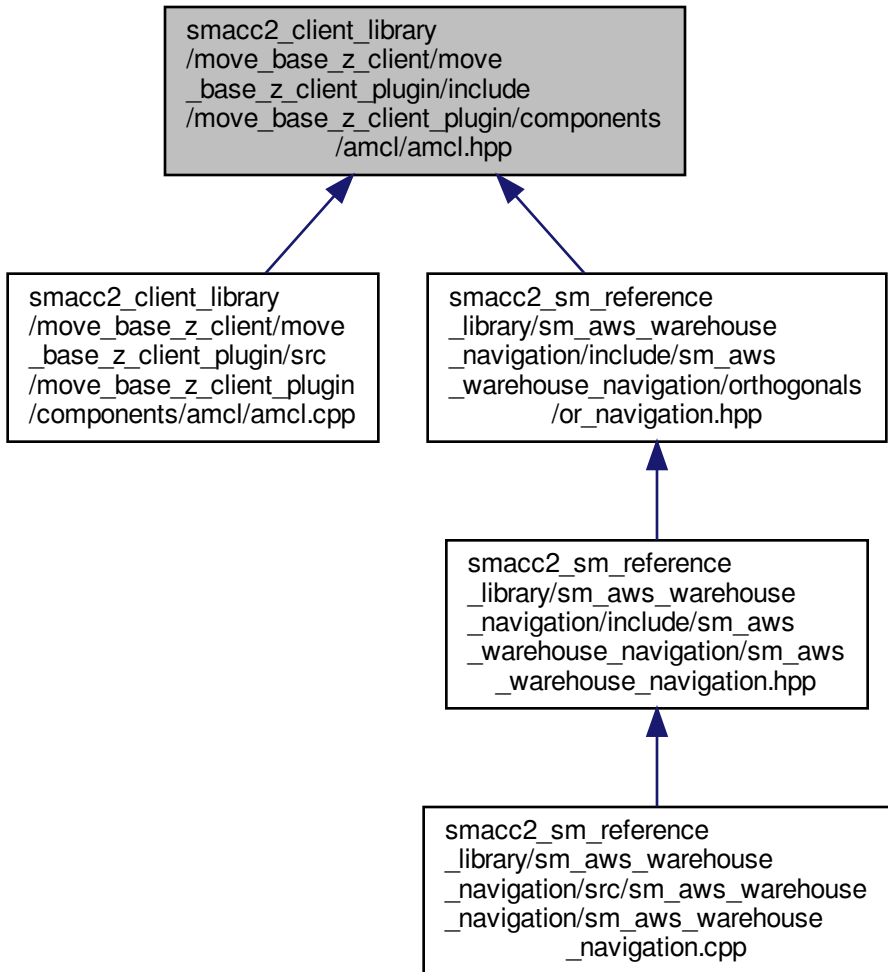 smacc2_client_library
/move_base_z_client/move
_base_z_client_plugin/include
/move_base_z_client_plugin/components
/amcl/amcl.hpp
smacc2_client_library
/move_base_z_client/move
_base_z_client_plugin/src
/move_base_z_client_plugin
/components/amcl/amcl.cpp
smacc2_sm_reference
_library/sm_aws_warehouse
_navigation/include/sm_aws
_warehouse_navigation/orthogonals
/or_navigation.hpp
smacc2_sm_reference
_library/sm_aws_warehouse
_navigation/include/sm_aws
_warehouse_navigation/sm_aws
_warehouse_navigation.hpp
smacc2_sm_reference
_library/sm_aws_warehouse
_navigation/src/sm_aws_warehouse
_navigation/sm_aws_warehouse
_navigation.cpp